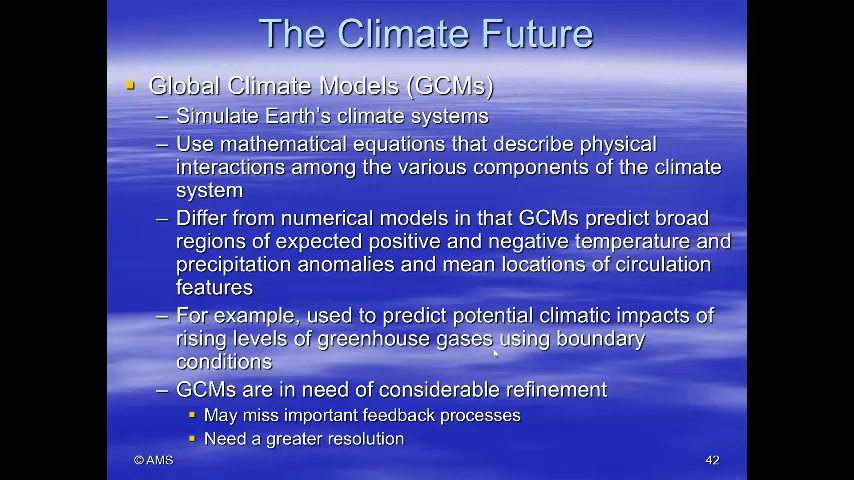 The Climate Future
Global Climate Models (GCMs)
– Simulate Earth's climate systems
– Use mathematical equations that describe physical
interactions among the various components of the climate
system
– Differ from numerical models in that GCMs predict broad
regions of expected positive and negative temperature and
precipitation anomalies and mean locations of circulation
features
– For example, used to predict potential climatic impacts of
rising levels of greenhouse gases using boundary
conditions
– GCMs are in need of considerable refinement
May miss important feedback processes
Need a greater resolution
© AMS
42